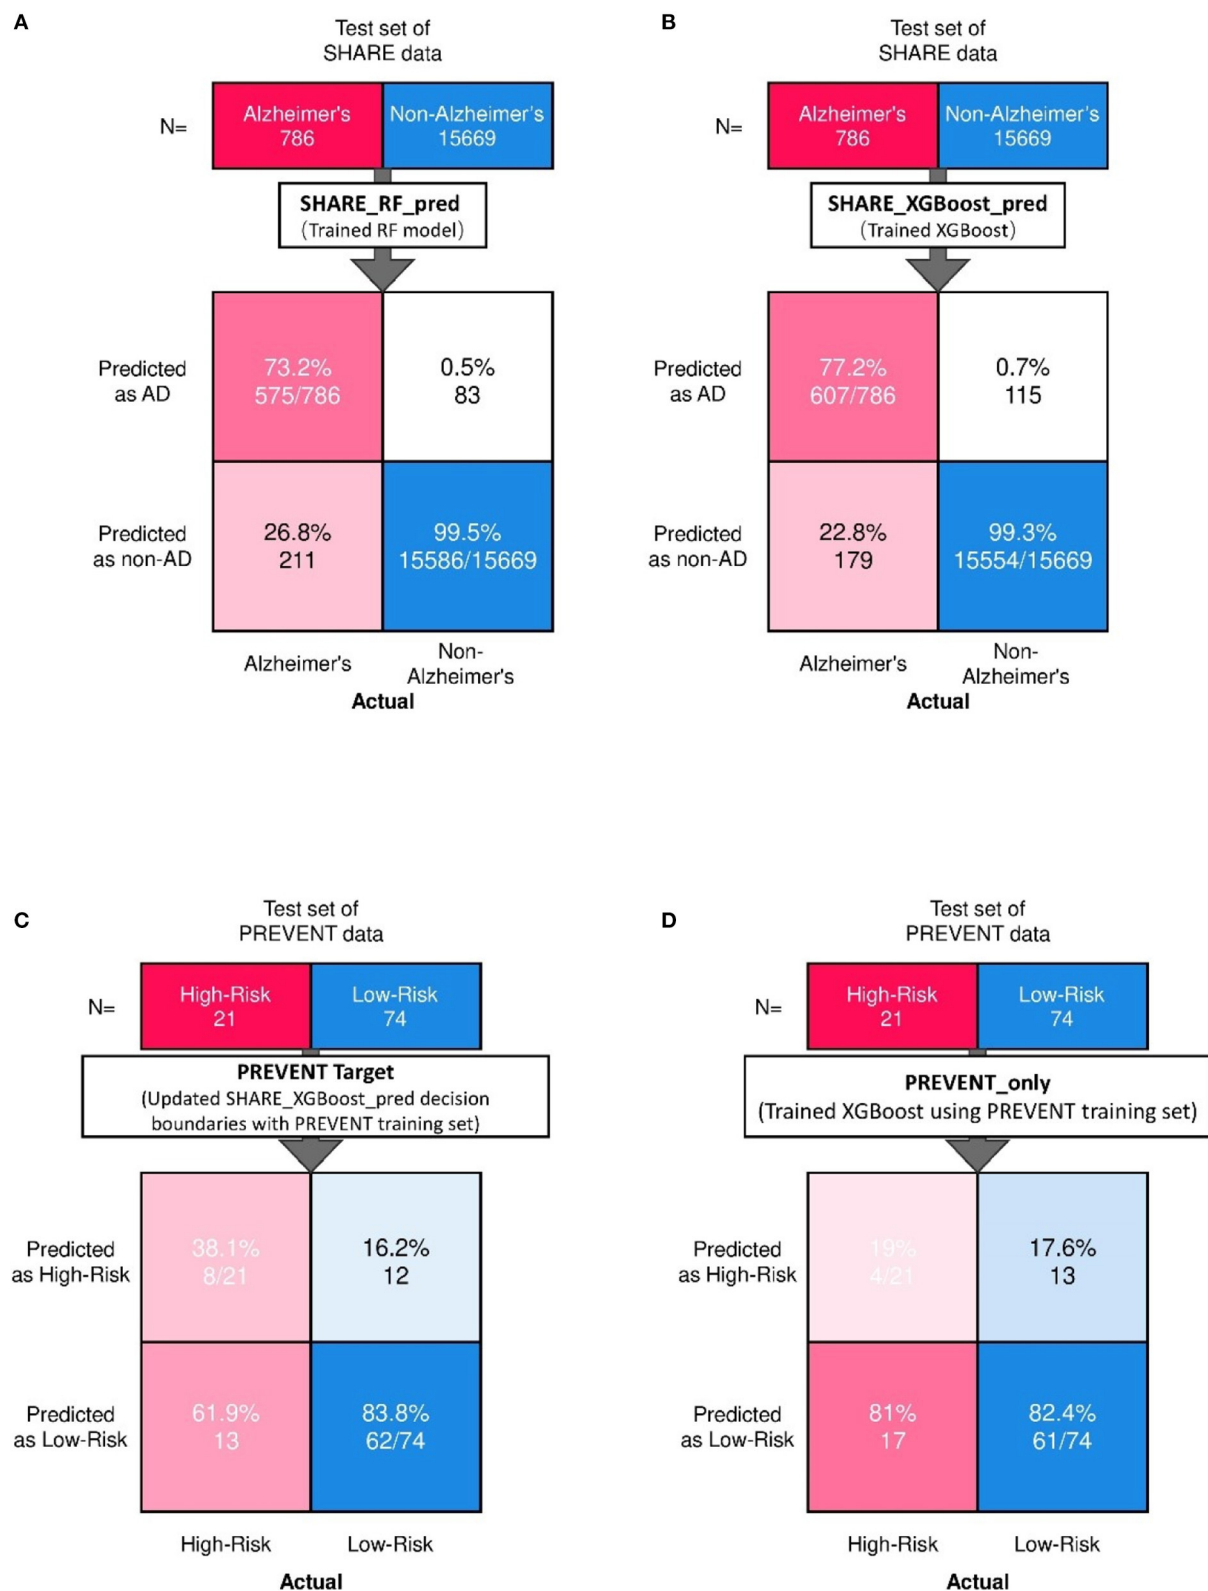 A
Test set of
SHARE data
N=
Alzheimer's
786
Non-Alzheimer's
15669
SHARE_RF_pred
(Trained RF model)
Predicted
as AD
73.2%
575/786
0.5%
83
Predicted
as non-AD
26.8%
211
99.5%
15586/15669
Alzheimer's
Non-
Alzheimer's
Actual
B
Test set of
SHARE data
N=
Alzheimer's
786
Non-Alzheimer's
15669
SHARE_XGBoost_pred
(Trained XGBoost)
Predicted
as AD
77.2%
607/786
0.7%
115
Predicted
as non-AD
22.8%
179
99.3%
15554/15669
Alzheimer's
Non-
Alzheimer's
Actual
C
Test set of
PREVENT data
N=
High-Risk
21
Low-Risk
74
PREVENT Target
(Updated SHARE_XGBoost_pred decision
boundaries with PREVENT training set)
Predicted
as High-Risk
38.1%
8/21
16.2%
12
Predicted
as Low-Risk
61.9%
13
83.8%
62/74
High-Risk
Low-Risk
Actual
D
Test set of
PREVENT data
N=
High-Risk
21
Low-Risk
74
PREVENT_only
(Trained XGBoost using PREVENT training set)
Predicted
as High-Risk
19%
4/21
17.6%
13
Predicted
as Low-Risk
81%
17
82.4%
61/74
High-Risk
Low-Risk
Actual